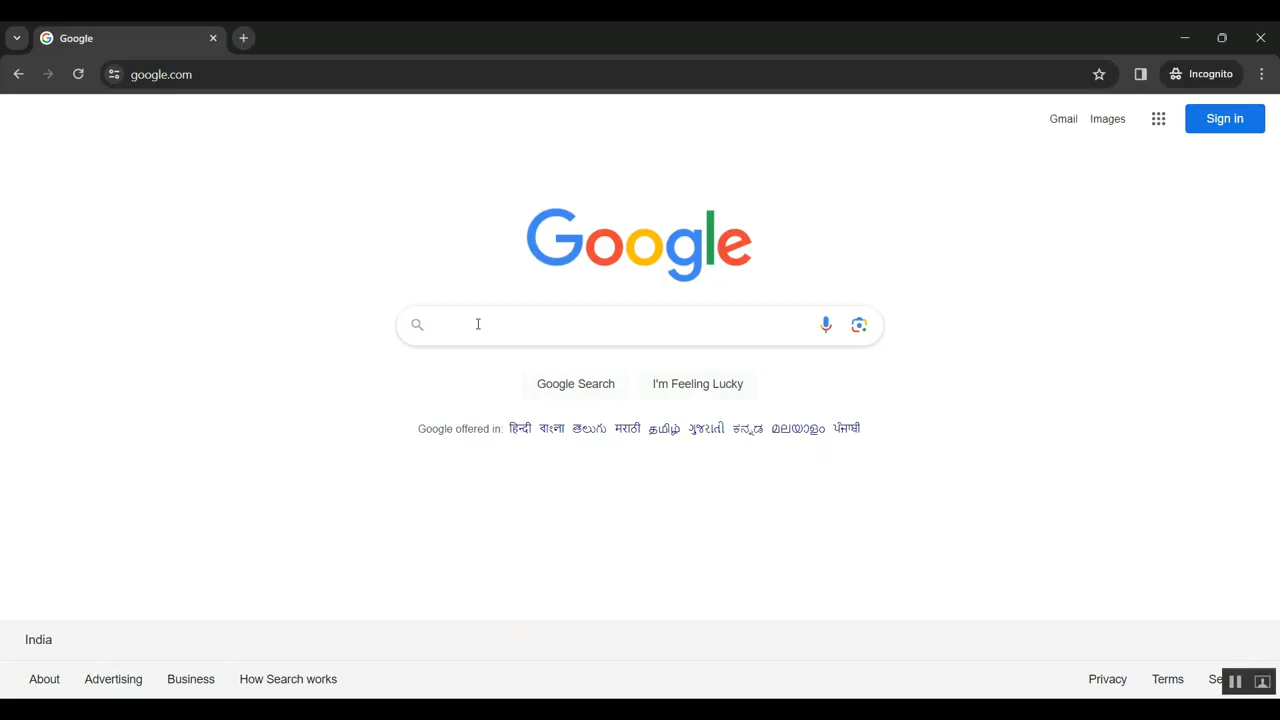 Google
google.com
Incognito
Gmail Images Sign in
Google
Google Search I'm Feeling Lucky
Google offered in: हिन्दी বাংলা తెలుగు मराठी தமிழ் ગુજરાતી ಕನ್ನಡ മലയാളം ਪੰਜਾਬੀ
India
About Advertising Business How Search works Privacy Terms Se